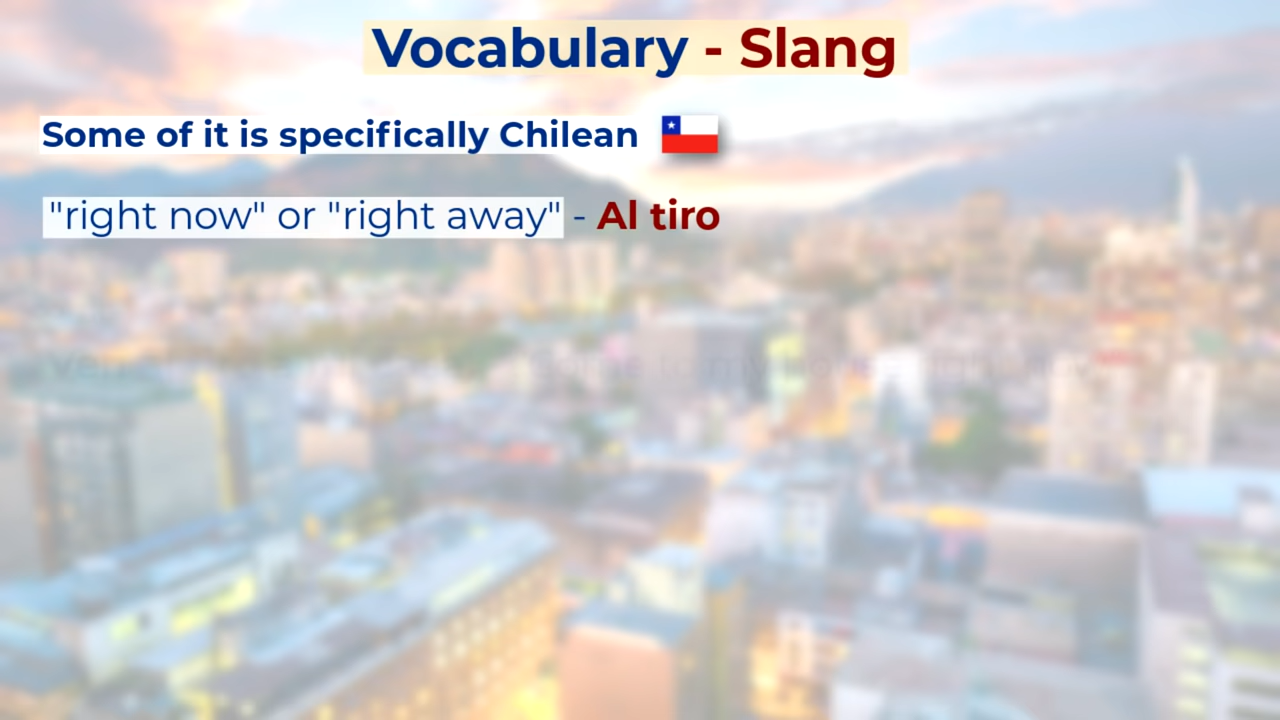 Vocabulary - Slang
Some of it is specifically Chilean
"right now" or "right away" - Al tiro